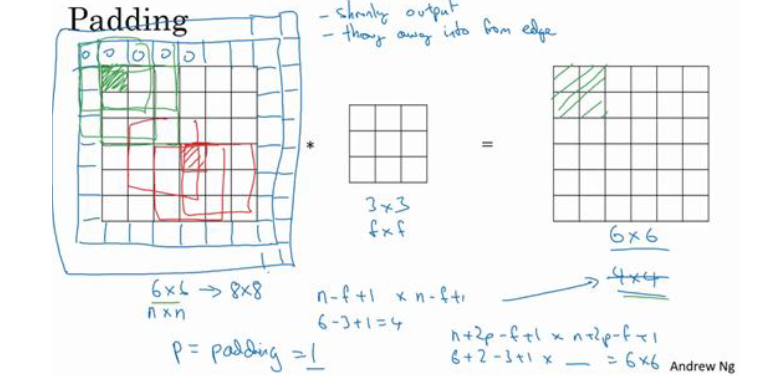 Padding
- shrinky output
- throw away info from edge
0 0 0 0 0
*
=
3×3
f×f
6×6
4×4
6×6 → 8×8
n×n
n-f+1 × n-f+1
6-3+1=4
p = padding = 1
n+2p-f+1 × n+2p-f+1
6+2-3+1 × __ = 6×6
Andrew Ng